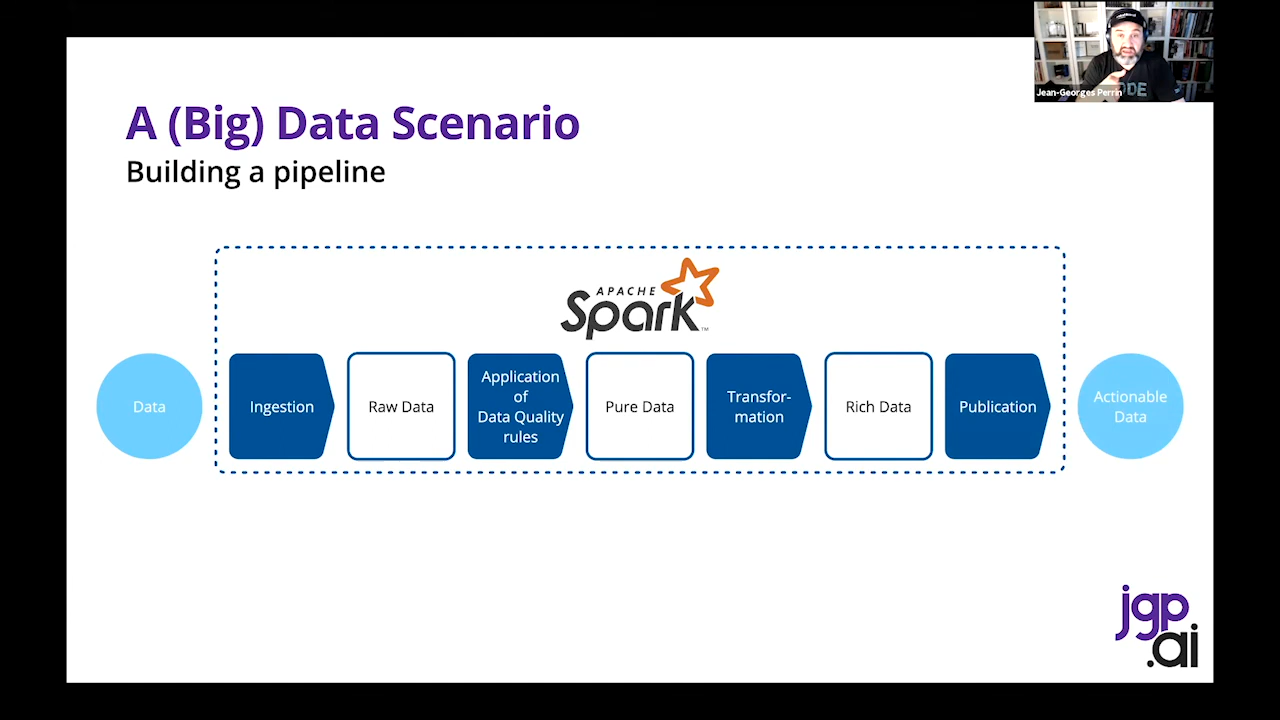 Jean-Georges Perrin
A (Big) Data Scenario
Building a pipeline
APACHE
Spark
TM
Data
Ingestion
Raw Data
Application
of
Data Quality
rules
Pure Data
Transfor-
mation
Rich Data
Publication
Actionable
Data
jgp
.ai